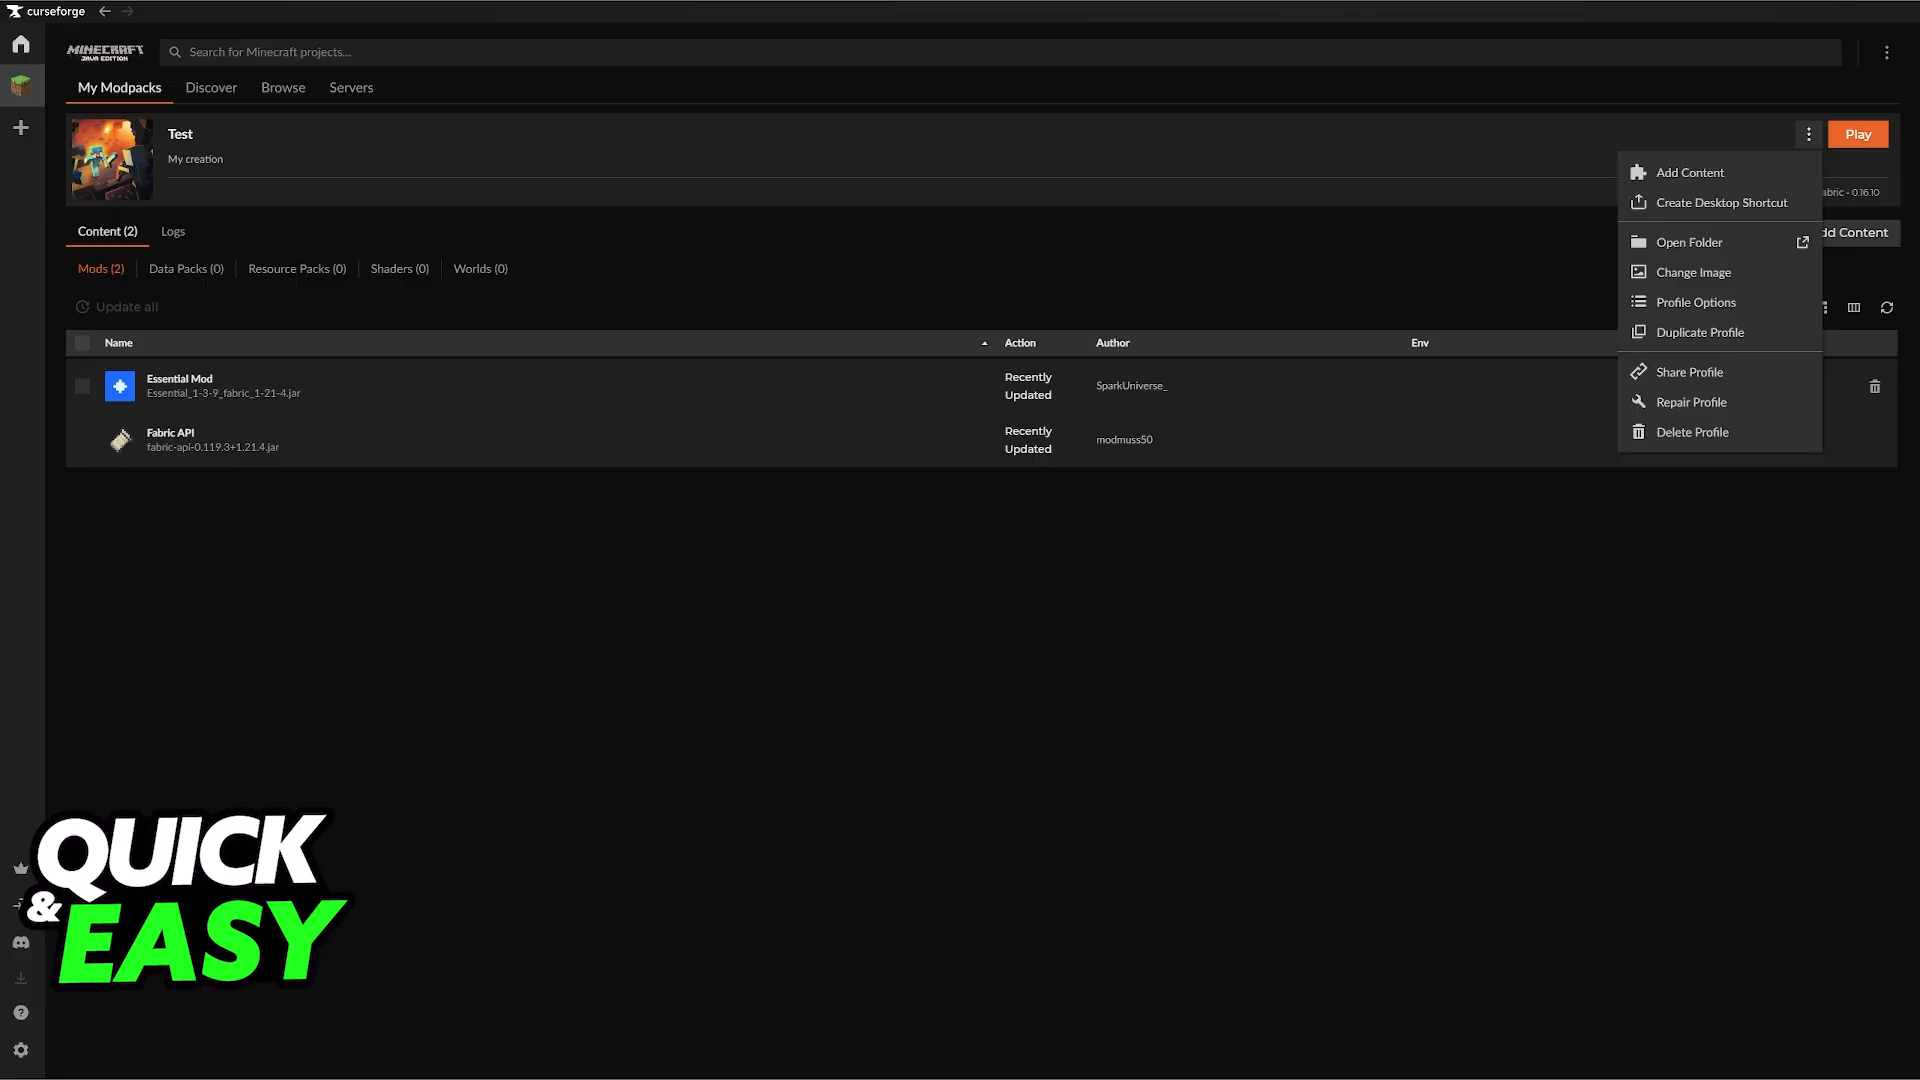 curseforge
MINECRAFT
JAVA EDITION
Search for Minecraft projects...
My Modpacks
Discover
Browse
Servers
Test
My creation
Play
Add Content
Create Desktop Shortcut
Open Folder
Change Image
Profile Options
Duplicate Profile
Share Profile
Repair Profile
Delete Profile
abric - 0.16.10
dd Content
Content (2)
Logs
Mods (2)
Data Packs (0)
Resource Packs (0)
Shaders (0)
Worlds (0)
Update all
Name
Action
Author
Env
Essential Mod
Essential_1-3-9_fabric_1-21-4.jar
Recently
Updated
SparkUniverse_
Fabric API
fabric-api-0.119.3+1.21.4.jar
Recently
Updated
modmuss50
QUICK
&EASY